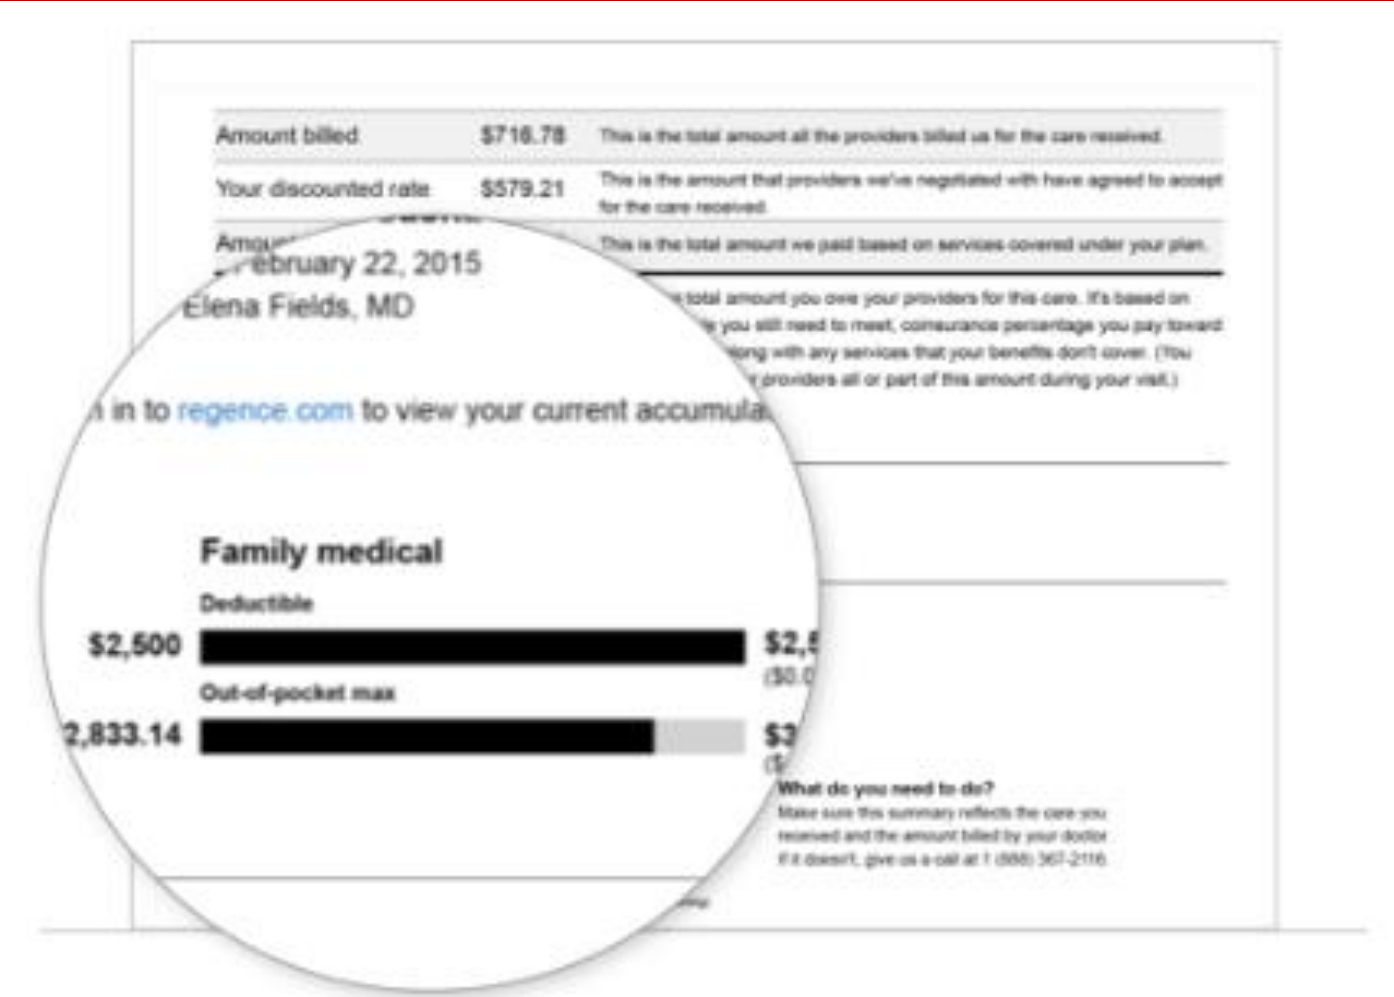 Amount billed $716.78 This is the total amount all the providers billed us for the care received.
Your discounted rate $579.21 This is the amount that providers we've negotiated with have agreed to accept
for the care received.
This is the total amount we paid based on services covered under your plan.
February 22, 2015
Elena Fields, MD
total amount you owe your providers for this care. It's based on
you still need to meet, coinsurance percentage you pay toward
with any services that your benefits don't cover. (You
providers all or part of this amount during your visit.)
in to regence.com to view your current
Family medical
Deductible
$2,500
Out-of-pocket max
2,833.14
What do you need to do?
Make sure this summary reflects the care you
received and the amount billed by your doctor
If it doesn't, give us a call at 1 (888) 367-2116.